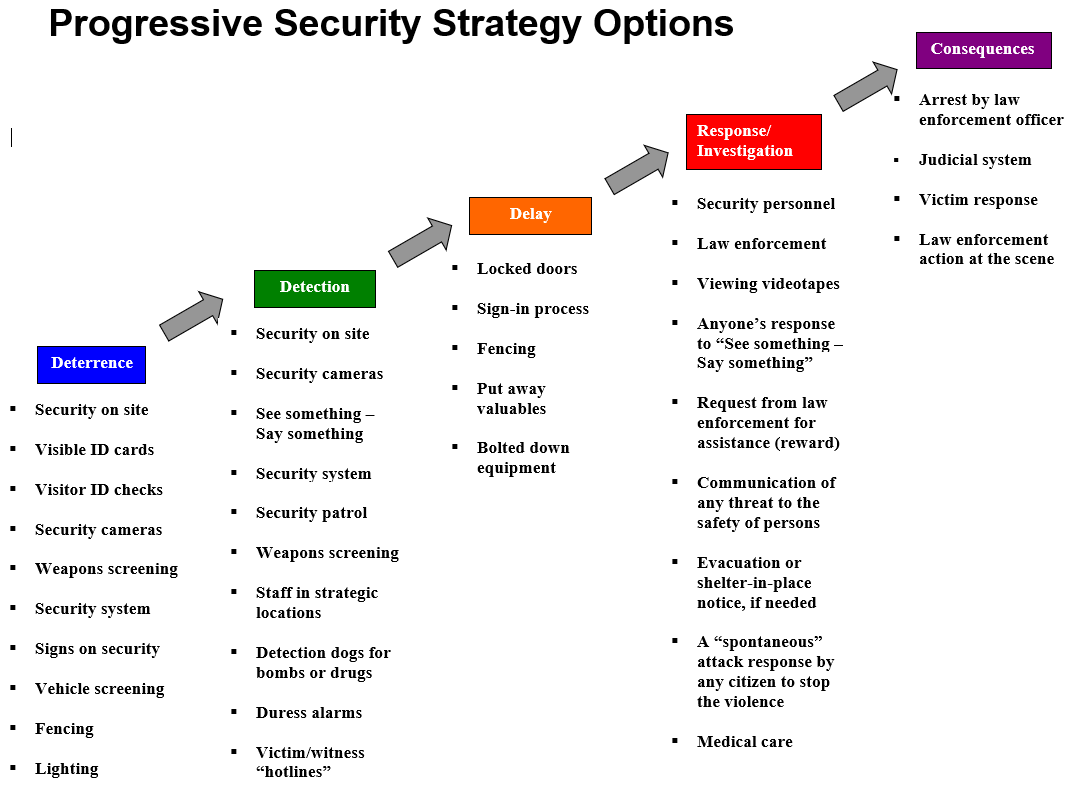 Progressive Security Strategy Options
Deterrence
▪ Security on site
▪ Visible ID cards
▪ Visitor ID checks
▪ Security cameras
▪ Weapons screening
▪ Security system
▪ Signs on security
▪ Vehicle screening
▪ Fencing
▪ Lighting
Detection
▪ Security on site
▪ Security cameras
▪ See something –
Say something
▪ Security system
▪ Security patrol
▪ Weapons screening
▪ Staff in strategic
locations
▪ Detection dogs for
bombs or drugs
▪ Duress alarms
▪ Victim/witness
“hotlines”
Delay
▪ Locked doors
▪ Sign-in process
▪ Fencing
▪ Put away
valuables
▪ Bolted down
equipment
Response/
Investigation
▪ Security personnel
▪ Law enforcement
▪ Viewing videotapes
▪ Anyone’s response
to “See something –
Say something”
▪ Request from law
enforcement for
assistance (reward)
▪ Communication of
any threat to the
safety of persons
▪ Evacuation or
shelter-in-place
notice, if needed
▪ A “spontaneous”
attack response by
any citizen to stop
the violence
▪ Medical care
Consequences
▪ Arrest by law
enforcement officer
▪ Judicial system
▪ Victim response
▪ Law enforcement
action at the scene